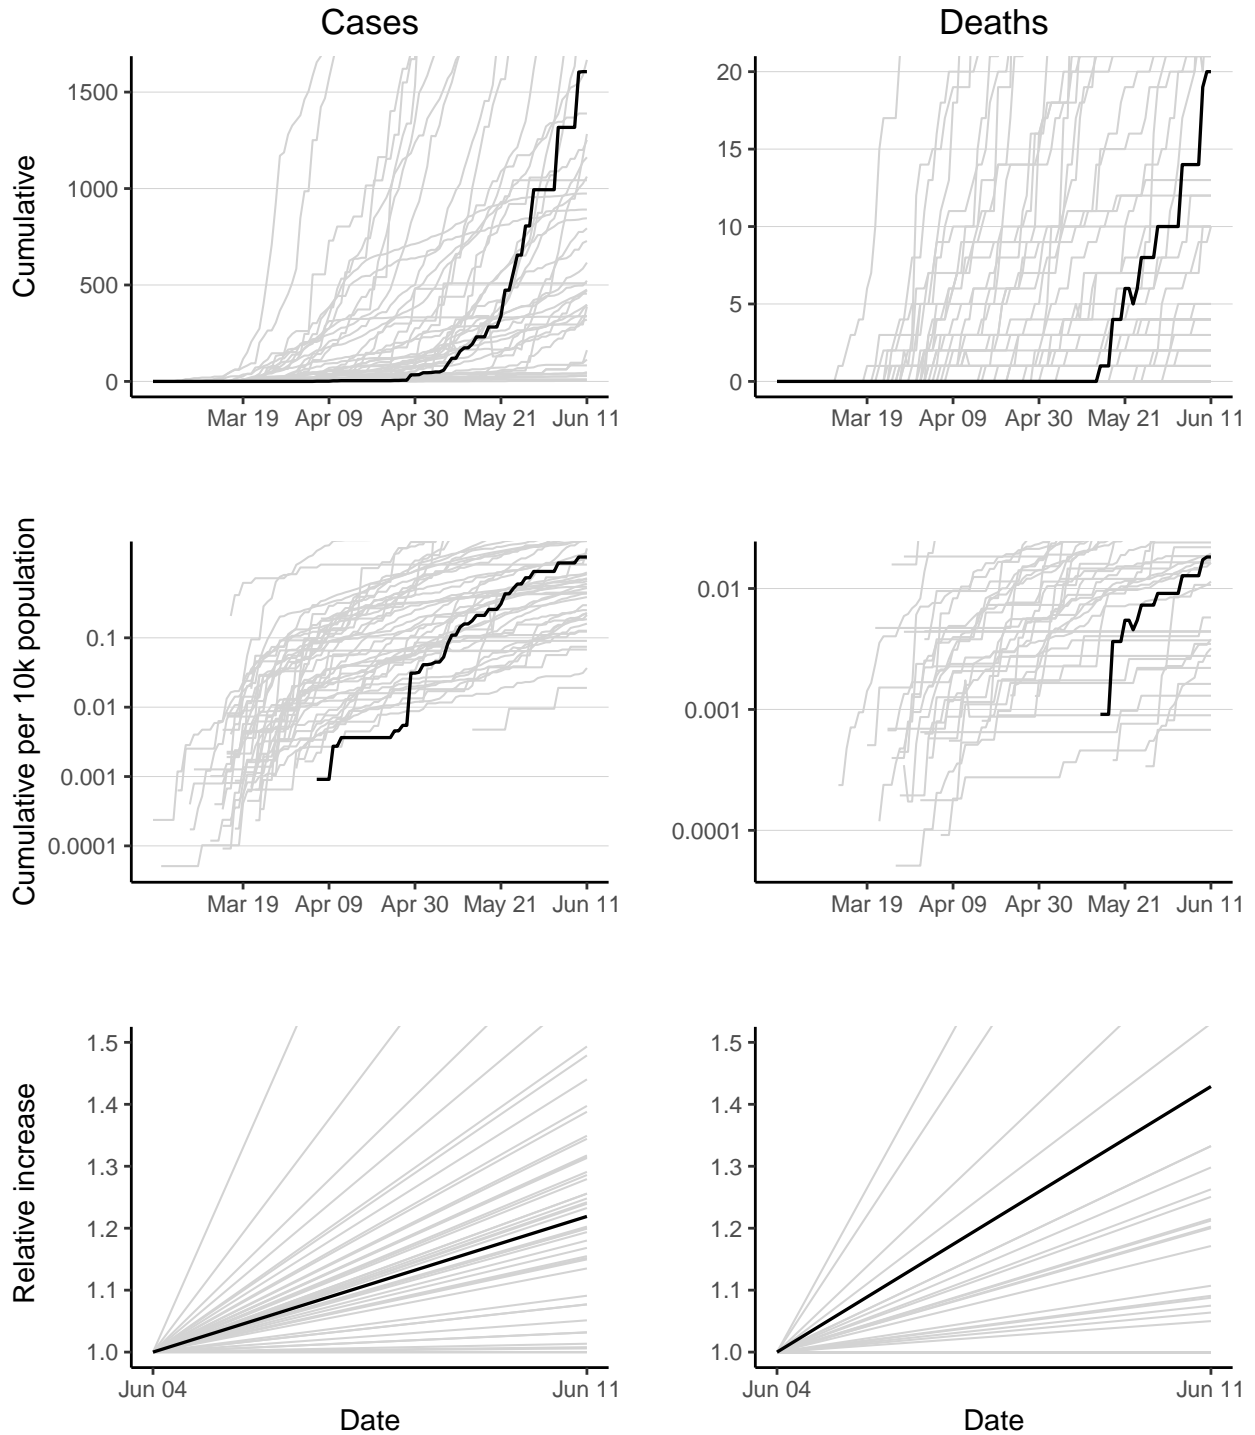 Cases
Deaths
Cumulative
1500
1000
500
0
Mar 19 Apr 09 Apr 30 May 21 Jun 11
20
15
10
5
0
Mar 19 Apr 09 Apr 30 May 21 Jun 11
Cumulative per 10k population
0.1
0.01
0.001
0.0001
Mar 19 Apr 09 Apr 30 May 21 Jun 11
0.01
0.001
0.0001
Mar 19 Apr 09 Apr 30 May 21 Jun 11
Relative increase
1.5
1.4
1.3
1.2
1.1
1.0
Jun 04 Jun 11
Date
1.5
1.4
1.3
1.2
1.1
1.0
Jun 04 Jun 11
Date